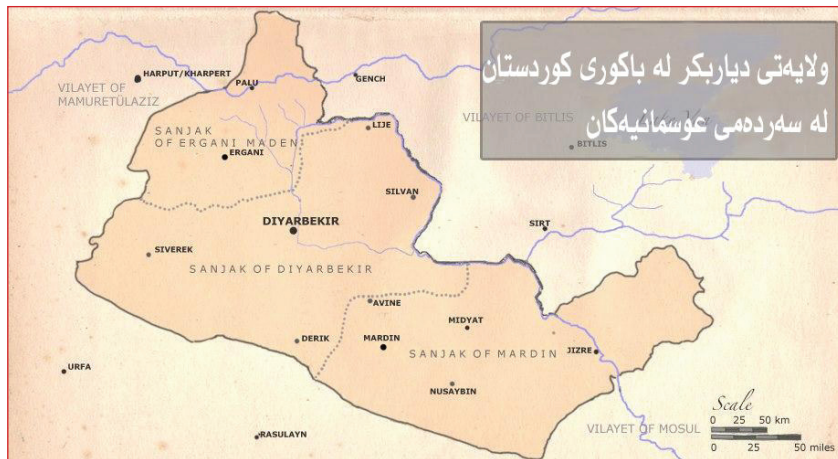 ولایەتی دیاربکر لە باکوری کوردستان
لە سەردەمی عوسمانیەکان
HARPUT/KHARPERT
PALU
GENCH
VILAYET OF
MAMURETÜLAZIZ
VILAYET OF BITLIS
LIJE
SANJAK
OF ERGANI MADEN
BITLIS
ERGANI
SILVAN
DIYARBEKIR
SIRT
SIVEREK
SANJAK OF DIYARBEKIR
AVINE
MIDYAT
DERIK
MARDIN
SANJAK OF MARDIN
JIZRE
URFA
NUSAYBIN
Scale
0 25 50 km
VILAYET OF MOSUL
RASULAYN
0 25 50 miles